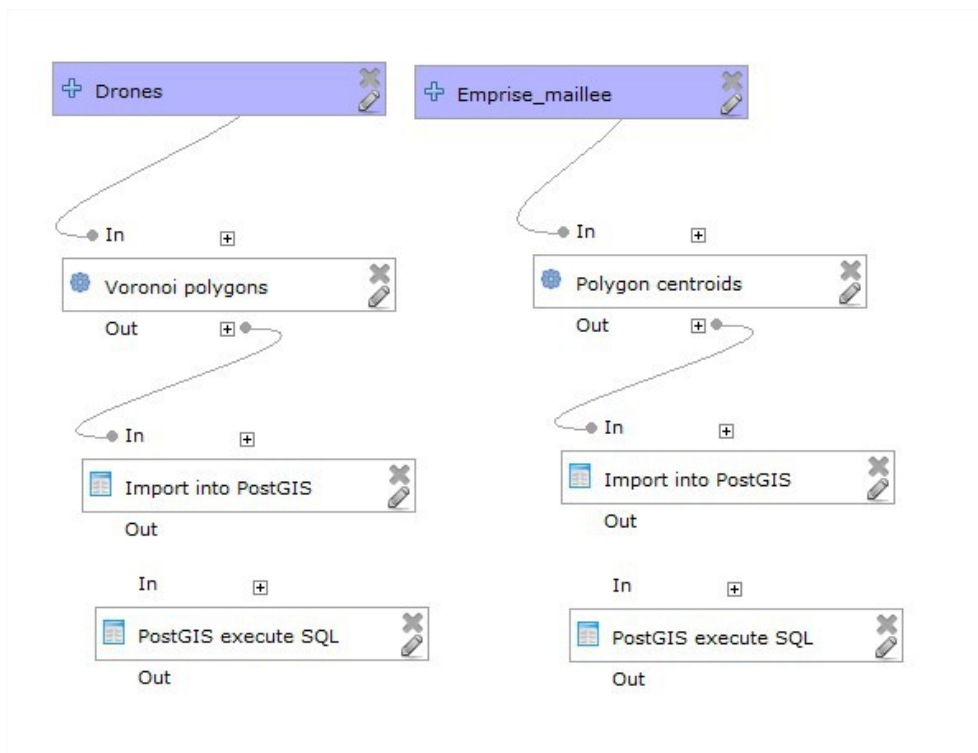 Drones
Emprise_maillee
In
In
Voronoi polygons
Polygon centroids
Out
Out
In
In
Import into PostGIS
Import into PostGIS
Out
Out
In
In
PostGIS execute SQL
PostGIS execute SQL
Out
Out